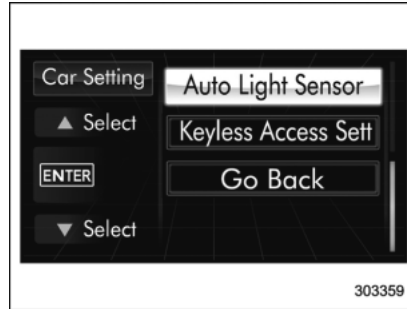 Car Setting
Auto Light Sensor
▲ Select
Keyless Access Sett
ENTER
Go Back
▼ Select
303359